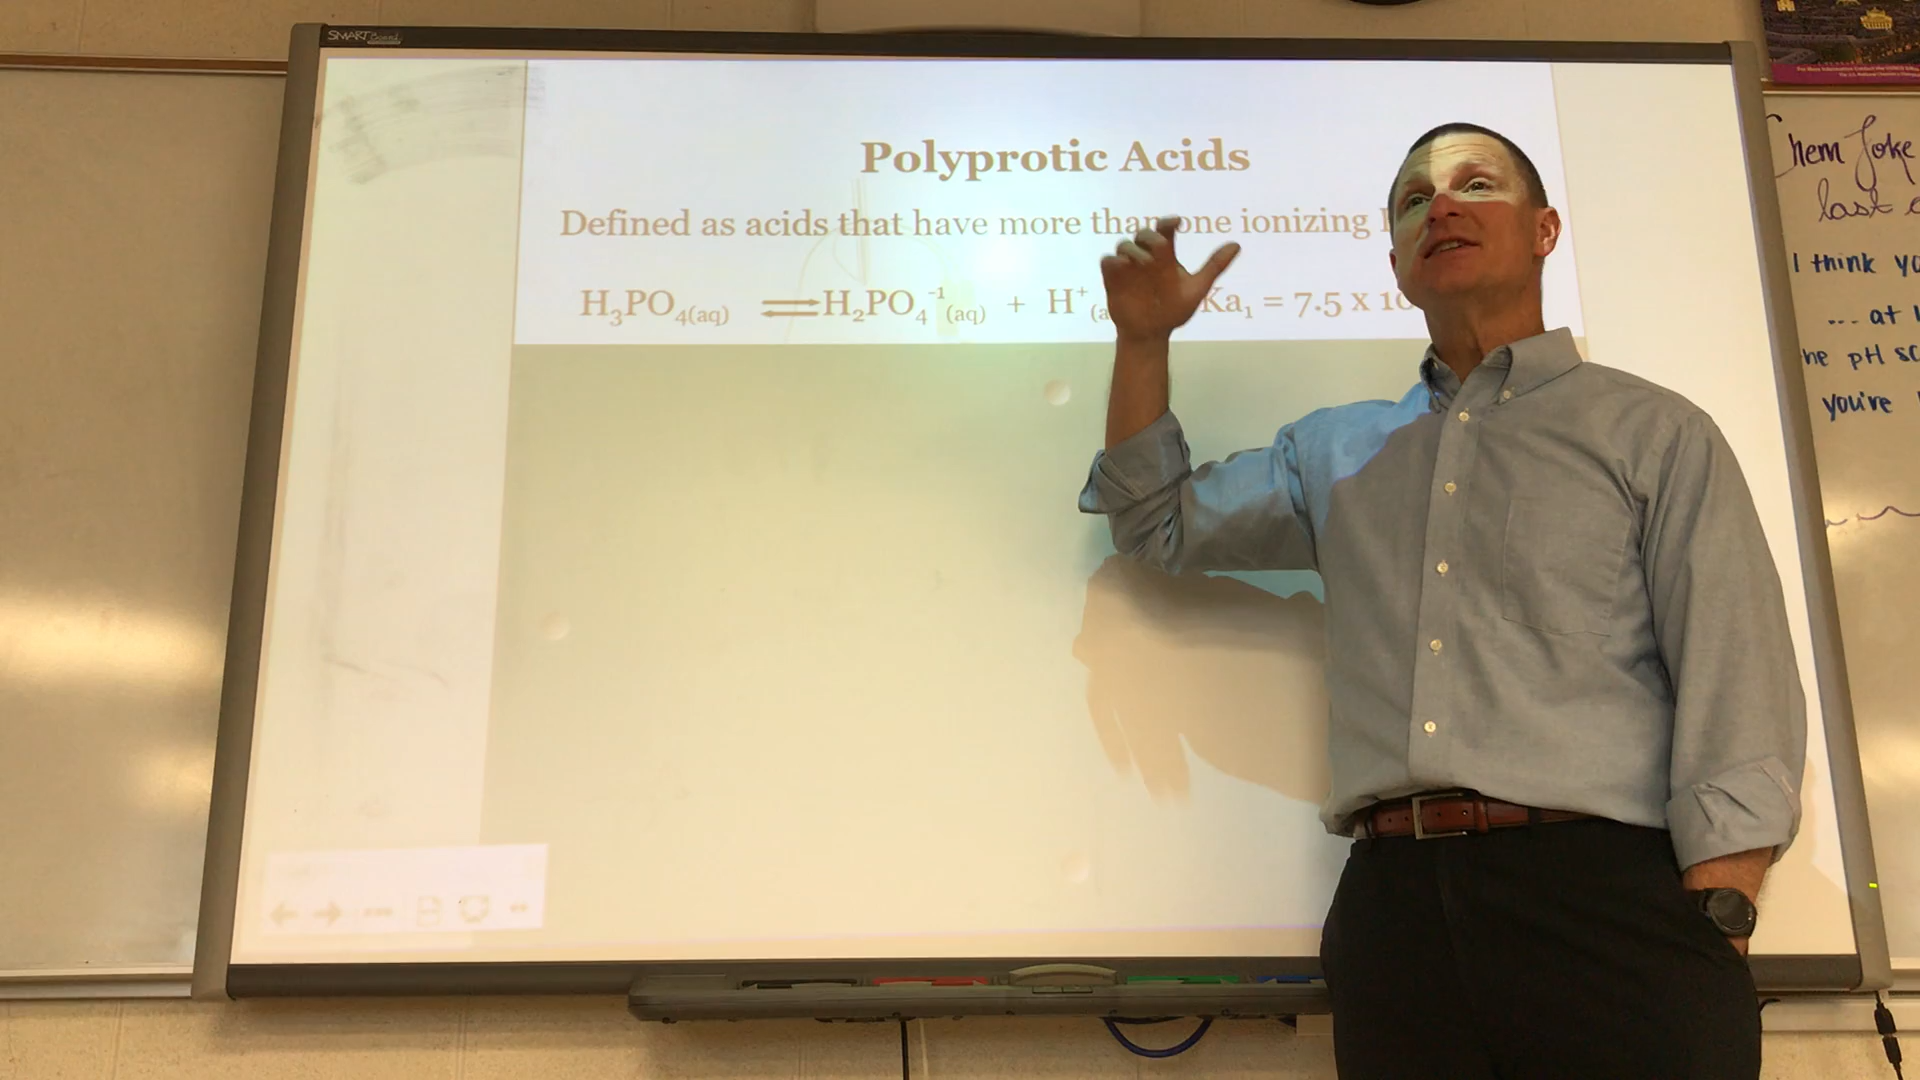 SMART Board
Polyprotic Acids
Defined as acids that have more than one ionizing
H₃PO₄(aq) ⇌ H₂PO₄⁻¹(aq) + H⁺(a Ka₁ = 7.5 x 10
Chem Joke
last
I think yo
... at
he pH sc
you're